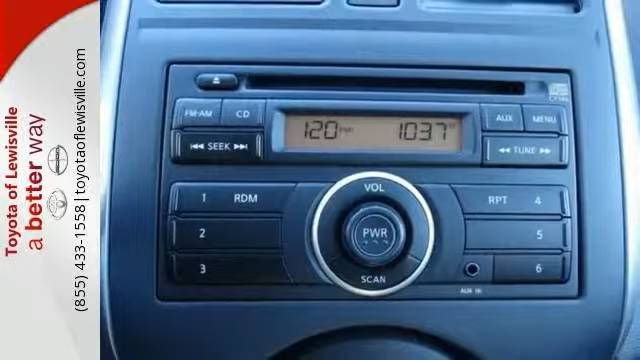 Toyota of Lewisville
a better way
(855) 433-1558 | toyotaoflewisville.com
FM·AM CD
SEEK
120 FM1 1037
AUX MENU
TUNE
1 RDM
2
3
VOL
PWR
SCAN
RPT 4
5
6
AUX IN